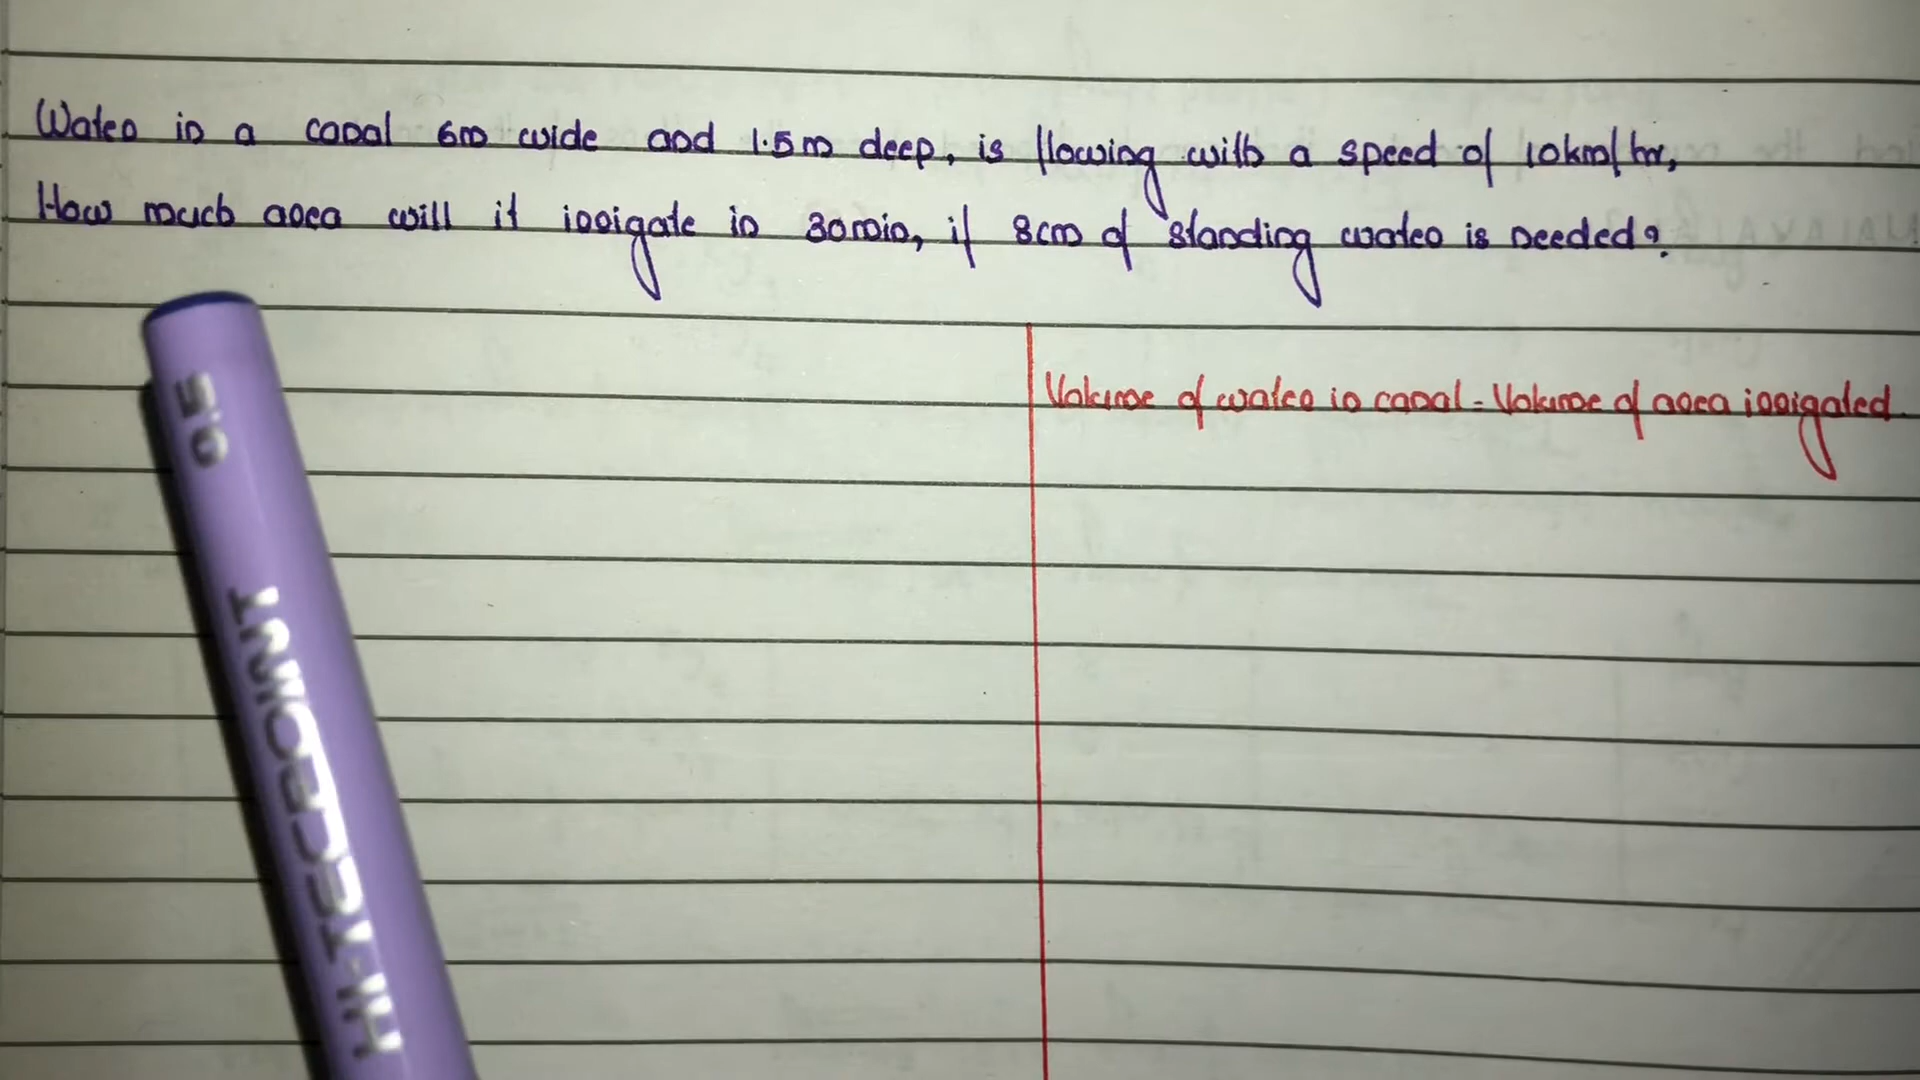 Water in a canal 6m wide and 1.5m deep, is flowing with a speed of 10km/hr,
How much area will it irrigate in 30min, if 8cm of standing water is needed?
Volume of water in canal = Volume of area irrigated
0.5
HI-TECPOINT